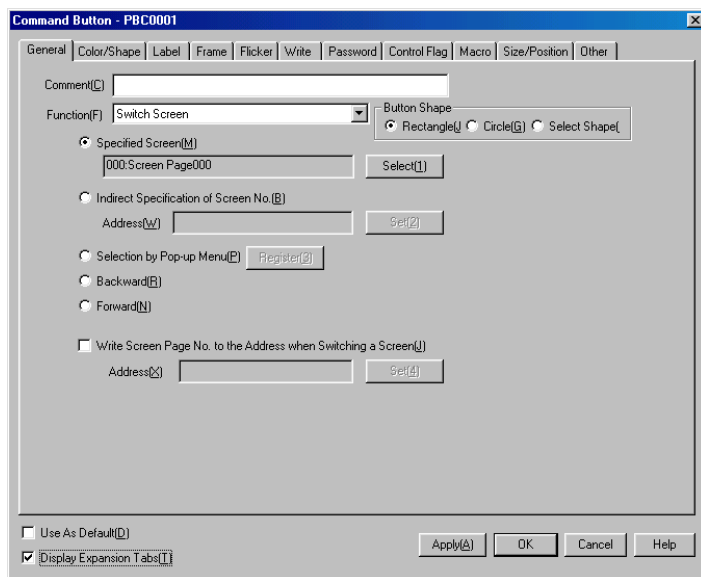 Command Button - PBC0001
General Color/Shape Label Frame Flicker Write Password Control Flag Macro Size/Position Other
Comment(C)
Function(F) Switch Screen
Button Shape
Rectangle(J Circle(G) Select Shape(
Specified Screen(M)
000:Screen Page000 Select(1)
Indirect Specification of Screen No.(B)
Address(W) Set(2)
Selection by Pop-up Menu(P) Register(3)
Backward(R)
Forward(N)
Write Screen Page No. to the Address when Switching a Screen(J)
Address(X) Set(4)
Use As Default(D)
Display Expansion Tabs(T)
Apply(A) OK Cancel Help